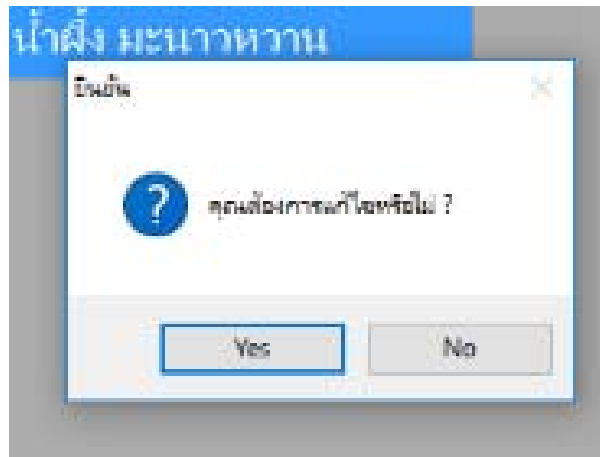 น้ำผึ้ง มะนาวหวาน
ยืนยัน
?
คุณต้องการแก้ไขหรือไม่ ?
Yes
No